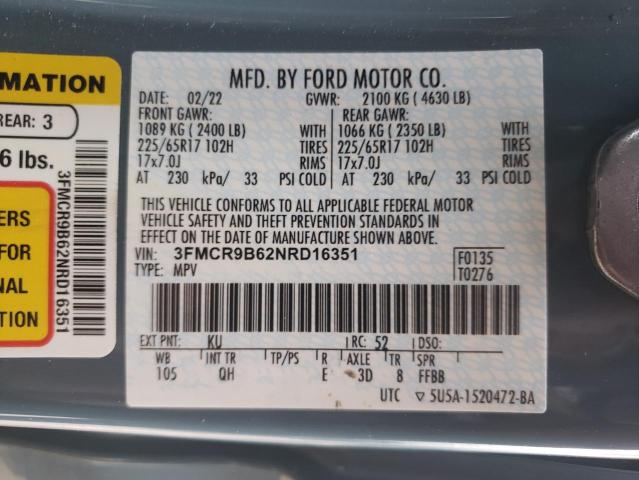 RMATION
REAR: 3
6 lbs.
ERS
FOR
NAL
TION
3FMCR9B62NRD16351
MFD. BY FORD MOTOR CO.
DATE: 02/22 GVWR: 2100 KG ( 4630 LB)
FRONT GAWR: REAR GAWR:
1089 KG ( 2400 LB) WITH 1066 KG ( 2350 LB) WITH
225/65R17 102H TIRES 225/65R17 102H TIRES
17x7.0J RIMS 17x7.0J RIMS
AT 230 kPa/ 33 PSI COLD AT 230 kPa/ 33 PSI COLD
THIS VEHICLE CONFORMS TO ALL APPLICABLE FEDERAL MOTOR
VEHICLE SAFETY AND THEFT PREVENTION STANDARDS IN
EFFECT ON THE DATE OF MANUFACTURE SHOWN ABOVE.
VIN: 3FMCR9B62NRD16351 F0135
TYPE: MPV T0276
EXT PNT: KU RC: 52 DSO:
WB INT TR TP/PS R AXLE TR SPR
105 QH E 3D 8 FFBB
UTC ▽ 5U5A-1520472-BA